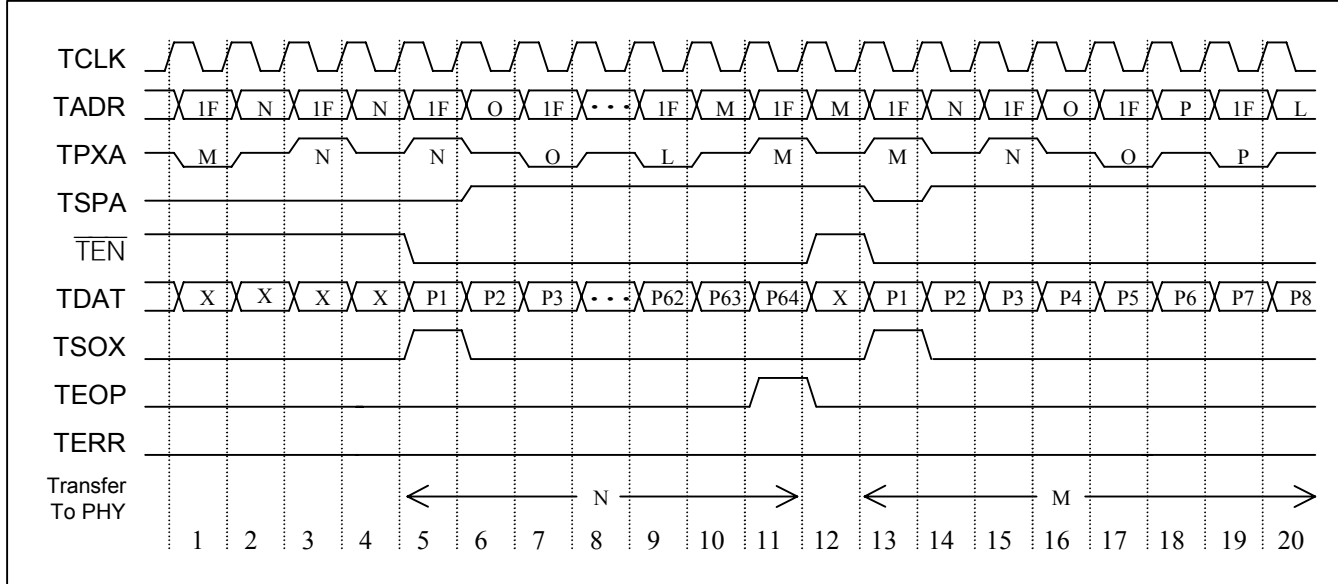 TCLK
TADR 1F N 1F N 1F O 1F ··· 1F M 1F M 1F N 1F O 1F P 1F L
TPXA M N N O L M M N O P
TSPA
TEN
TDAT X X X X P1 P2 P3 ··· P62 P63 P64 X P1 P2 P3 P4 P5 P6 P7 P8
TSOX
TEOP
TERR
Transfer
To PHY N M
1 2 3 4 5 6 7 8 9 10 11 12 13 14 15 16 17 18 19 20